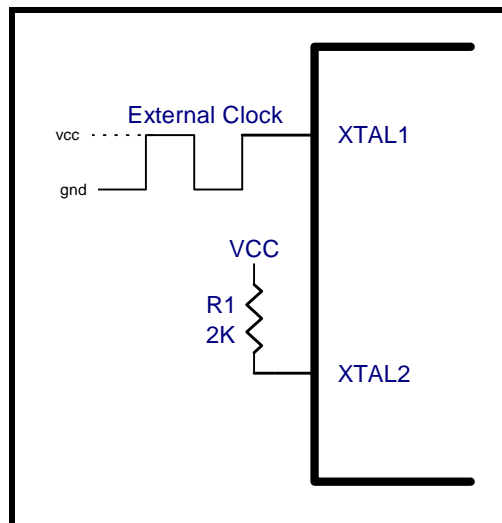 External Clock
vcc
XTAL1
gnd
VCC
R1
2K
XTAL2